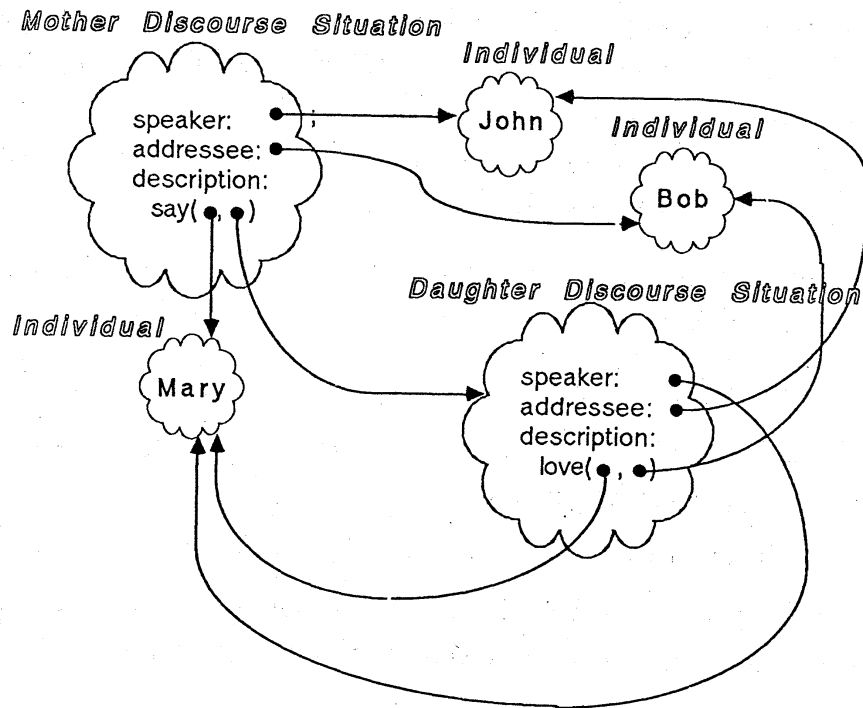 Mother Discourse Situation
speaker: ;
addressee:
description:
say( , )
Individual
John
Individual
Bob
Individual
Mary
Daughter Discourse Situation
speaker:
addressee:
description:
love( , )